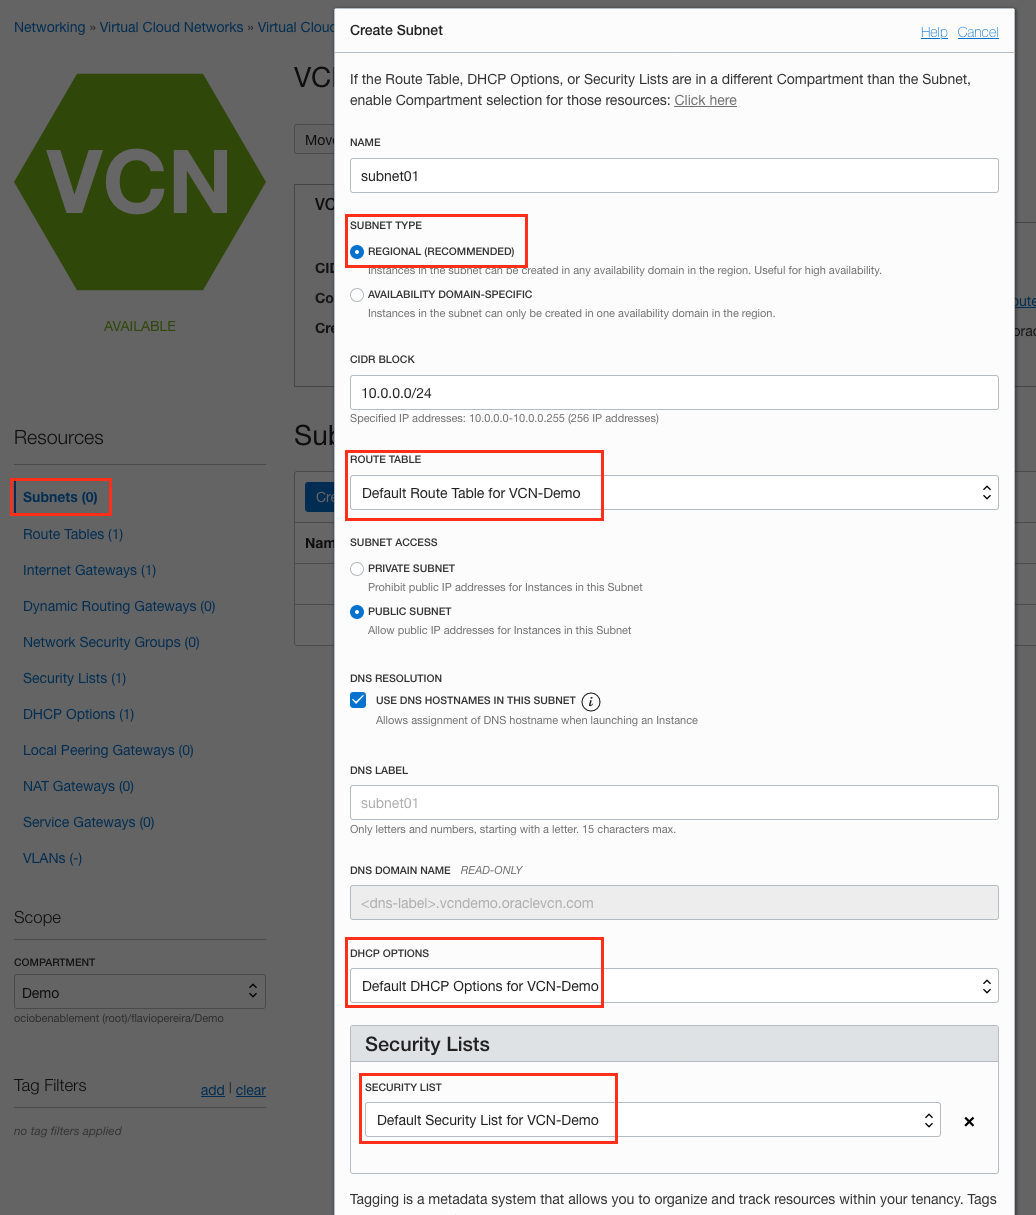 Networking » Virtual Cloud Networks » Virtual Clou
VCN
AVAILABLE
Resources
Subnets (0)
Route Tables (1)
Internet Gateways (1)
Dynamic Routing Gateways (0)
Network Security Groups (0)
Security Lists (1)
DHCP Options (1)
Local Peering Gateways (0)
NAT Gateways (0)
Service Gateways (0)
VLANs (-)
Scope
COMPARTMENT
Demo
ociobenablement (root)/flaviopereira/Demo
Tag Filters add | clear
no tag filters applied
Create Subnet Help Cancel
If the Route Table, DHCP Options, or Security Lists are in a different Compartment than the Subnet,
enable Compartment selection for those resources: Click here
NAME
subnet01
SUBNET TYPE
REGIONAL (RECOMMENDED)
Instances in the subnet can be created in any availability domain in the region. Useful for high availability.
AVAILABILITY DOMAIN-SPECIFIC
Instances in the subnet can only be created in one availability domain in the region.
CIDR BLOCK
10.0.0.0/24
Specified IP addresses: 10.0.0.0-10.0.0.255 (256 IP addresses)
ROUTE TABLE
Default Route Table for VCN-Demo
SUBNET ACCESS
PRIVATE SUBNET
Prohibit public IP addresses for Instances in this Subnet
PUBLIC SUBNET
Allow public IP addresses for Instances in this Subnet
DNS RESOLUTION
USE DNS HOSTNAMES IN THIS SUBNET i
Allows assignment of DNS hostname when launching an Instance
DNS LABEL
subnet01
Only letters and numbers, starting with a letter. 15 characters max.
DNS DOMAIN NAME READ-ONLY
<dns-label>.vcndemo.oraclevcn.com
DHCP OPTIONS
Default DHCP Options for VCN-Demo
Security Lists
SECURITY LIST
Default Security List for VCN-Demo
Tagging is a metadata system that allows you to organize and track resources within your tenancy. Tags